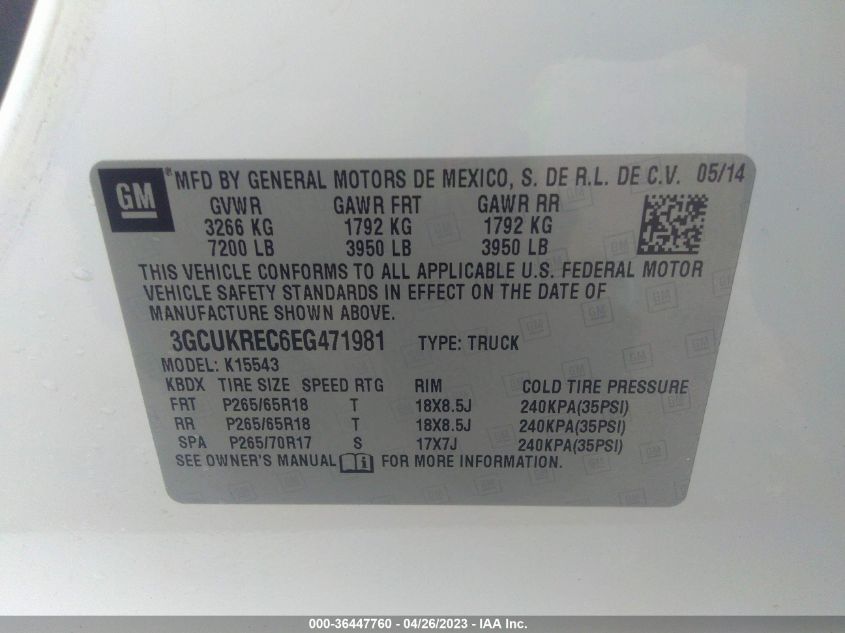 GM ® MFD BY GENERAL MOTORS DE MEXICO, S. DE R.L. DE C.V. 05/14
GVWR GAWR FRT GAWR RR
3266 KG 1792 KG 1792 KG
7200 LB 3950 LB 3950 LB
THIS VEHICLE CONFORMS TO ALL APPLICABLE U.S. FEDERAL MOTOR
VEHICLE SAFETY STANDARDS IN EFFECT ON THE DATE OF
MANUFACTURE SHOWN ABOVE.
3GCUKREC6EG471981 TYPE: TRUCK
MODEL: K15543
KBDX TIRE SIZE SPEED RTG RIM COLD TIRE PRESSURE
FRT P265/65R18 T 18X8.5J 240KPA(35PSI)
RR P265/65R18 T 18X8.5J 240KPA(35PSI)
SPA P265/70R17 S 17X7J 240KPA(35PSI)
SEE OWNER'S MANUAL i FOR MORE INFORMATION.
000-36447760 - 04/26/2023 - IAA Inc.